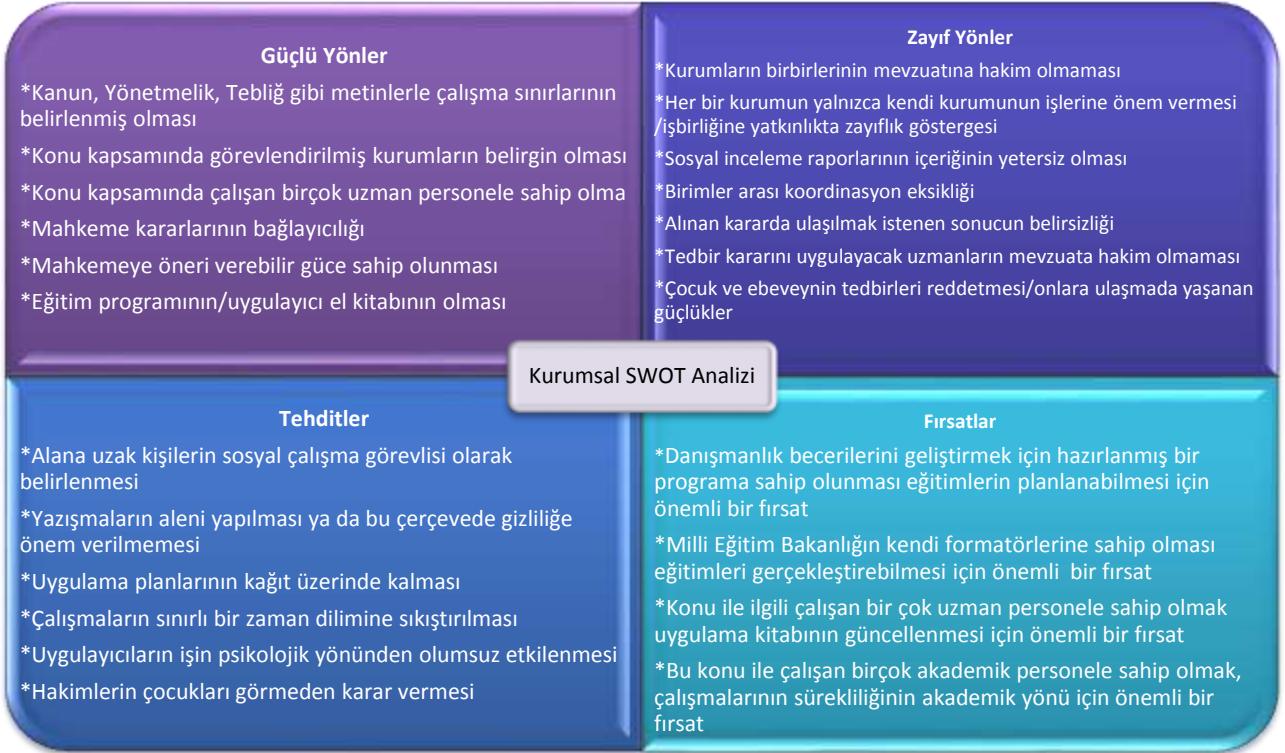 Güçlü Yönler
*Kanun, Yönetmelik, Tebliğ gibi metinlerle çalışma sınırlarının
belirlenmiş olması
*Konu kapsamında görevlendirilmiş kurumların belirgin olması
*Konu kapsamında çalışan birçok uzman personele sahip olma
*Mahkeme kararlarının bağlayıcılığı
*Mahkemeye öneri verebilir güce sahip olunması
*Eğitim programının/uygulayıcı el kitabının olması
Zayıf Yönler
*Kurumların birbirlerinin mevzuatına hakim olmaması
*Her bir kurumun yalnızca kendi kurumunun işlerine önem vermesi
/işbirliğine yatkınlıkta zayıflık göstergesi
*Sosyal inceleme raporlarının içeriğinin yetersiz olması
*Birimler arası koordinasyon eksikliği
*Alınan kararda ulaşılmak istenen sonucun belirsizliği
*Tedbir kararını uygulayacak uzmanların mevzuata hakim olmaması
*Çocuk ve ebeveynin tedbirleri reddetmesi/onlara ulaşmada yaşanan
güçlükler
Kurumsal SWOT Analizi
Tehditler
*Alana uzak kişilerin sosyal çalışma görevlisi olarak
belirlenmesi
*Yazışmaların aleni yapılması ya da bu çerçevede gizliliğe
önem verilmemesi
*Uygulama planlarının kağıt üzerinde kalması
*Çalışmaların sınırlı bir zaman dilimine sıkıştırılması
*Uygulayıcıların işin psikolojik yönünden olumsuz etkilenmesi
*Hakimlerin çocukları görmeden karar vermesi
Fırsatlar
*Danışmanlık becerilerini geliştirmek için hazırlanmış bir
programa sahip olunması eğitimlerin planlanabilmesi için
önemli bir fırsat
*Milli Eğitim Bakanlığın kendi formatörlerine sahip olması
eğitimleri gerçekleştirebilmesi için önemli bir fırsat
*Konu ile ilgili çalışan bir çok uzman personele sahip olmak
uygulama kitabının güncellenmesi için önemli bir fırsat
*Bu konu ile çalışan birçok akademik personele sahip olmak,
çalışmalarının sürekliliğinin akademik yönü için önemli bir
fırsat